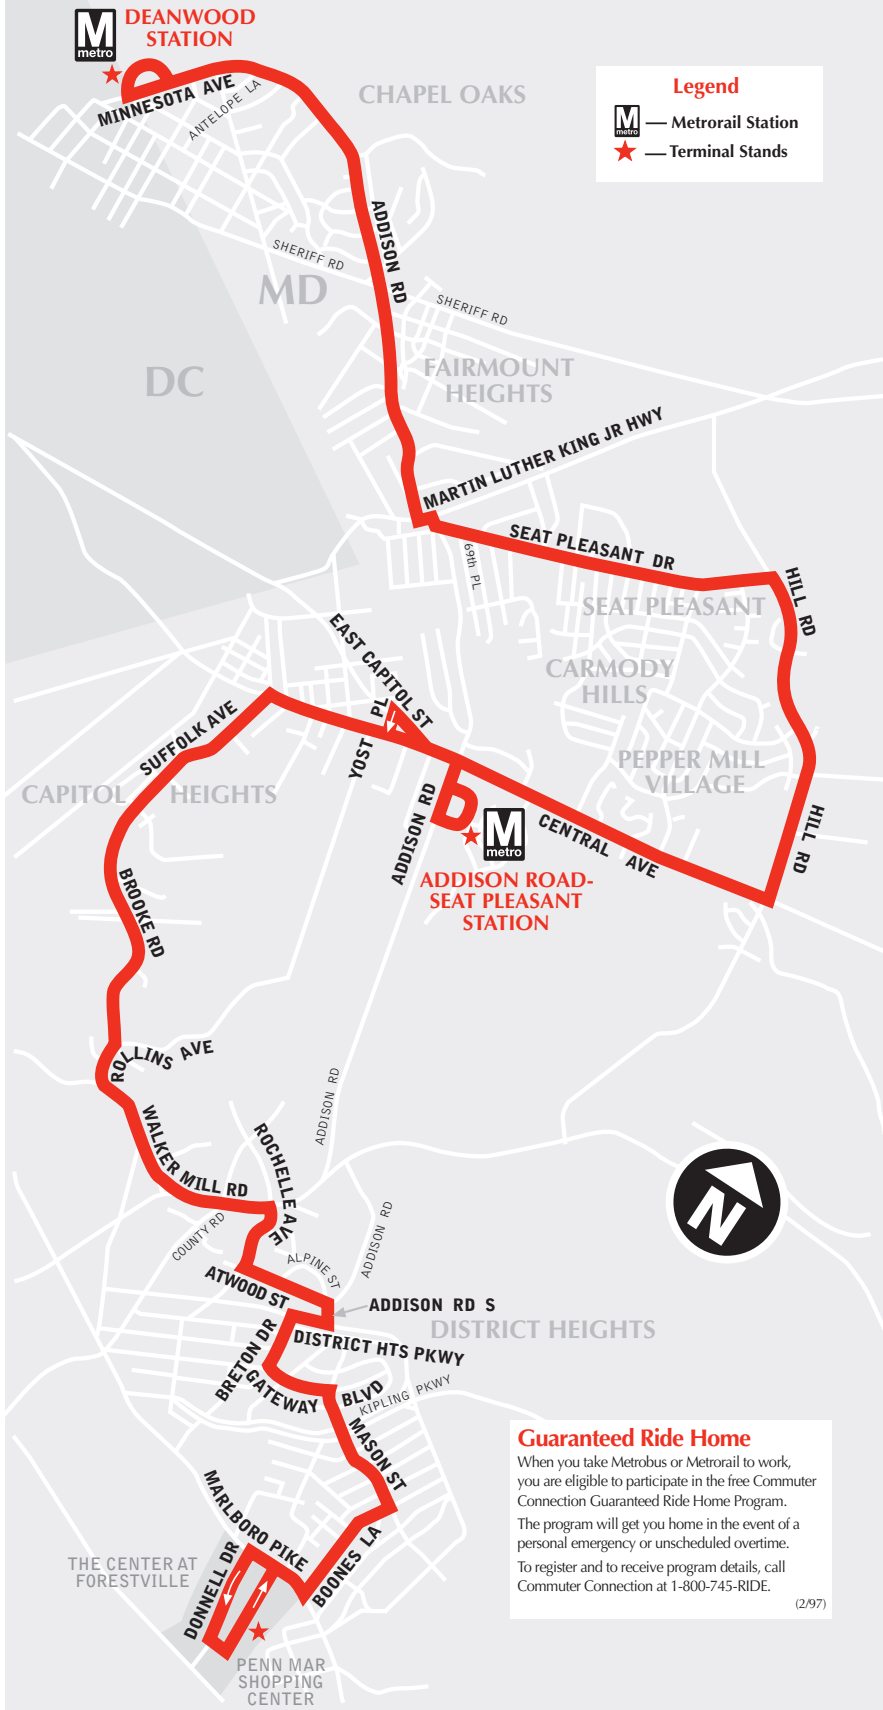 M
metro
DEANWOOD
STATION
MINNESOTA AVE
ANTELOPE LA
CHAPEL OAKS
Legend
M
metro
— Metrorail Station
— Terminal Stands
ADDISON RD
SHERIFF RD
MD
SHERIFF RD
DC
FAIRMOUNT
HEIGHTS
MARTIN LUTHER KING JR HWY
SEAT PLEASANT DR
69th PL
HILL RD
SEAT PLEASANT
EAST CAPITOL ST
CARMODY
HILLS
SUFFOLK AVE
YOST PL
PEPPER MILL
VILLAGE
CAPITOL HEIGHTS
ADDISON RD
M
metro
CENTRAL AVE
HILL RD
ADDISON ROAD-
SEAT PLEASANT
STATION
BROOKE RD
ROLLINS AVE
ADDISON RD
WALKER MILL RD
ROCHELLE AVE
N
COUNTY RD
ALPINE ST
ADDISON RD
ATWOOD ST
ADDISON RD S
DISTRICT HEIGHTS
BRETON DR
DISTRICT HTS PKWY
GATEWAY BLVD
KIPLING PKWY
MASON ST
Guaranteed Ride Home
When you take Metrobus or Metrorail to work,
you are eligible to participate in the free Commuter
Connection Guaranteed Ride Home Program.
The program will get you home in the event of a
personal emergency or unscheduled overtime.
To register and to receive program details, call
Commuter Connection at 1-800-745-RIDE.
(2/97)
MARLBORO PIKE
BOONES LA
THE CENTER AT
FORESTVILLE
DONNELL DR
PENN MAR
SHOPPING
CENTER